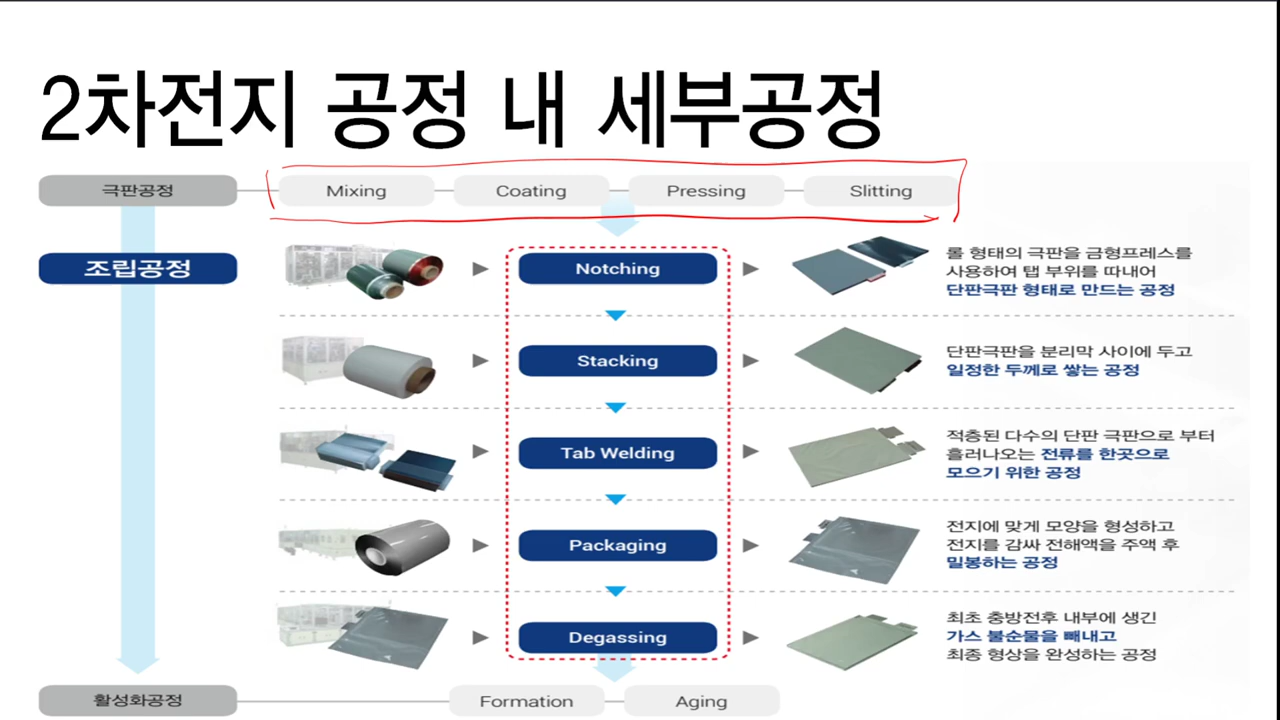 2차전지 공정 내 세부공정
극판공정 Mixing Coating Pressing Slitting
조립공정
Notching
롤 형태의 극판을 금형프레스를
사용하여 탭 부위를 따내어
단판극판 형태로 만드는 공정
Stacking
단판극판을 분리막 사이에 두고
일정한 두께로 쌓는 공정
Tab Welding
적층된 다수의 단판 극판으로 부터
흘러나오는 전류를 한곳으로
모으기 위한 공정
Packaging
전지에 맞게 모양을 형성하고
전지를 감싸 전해액을 주액 후
밀봉하는 공정
Degassing
최초 충방전후 내부에 생긴
가스 불순물을 빼내고
최종 형상을 완성하는 공정
활성화공정 Formation Aging